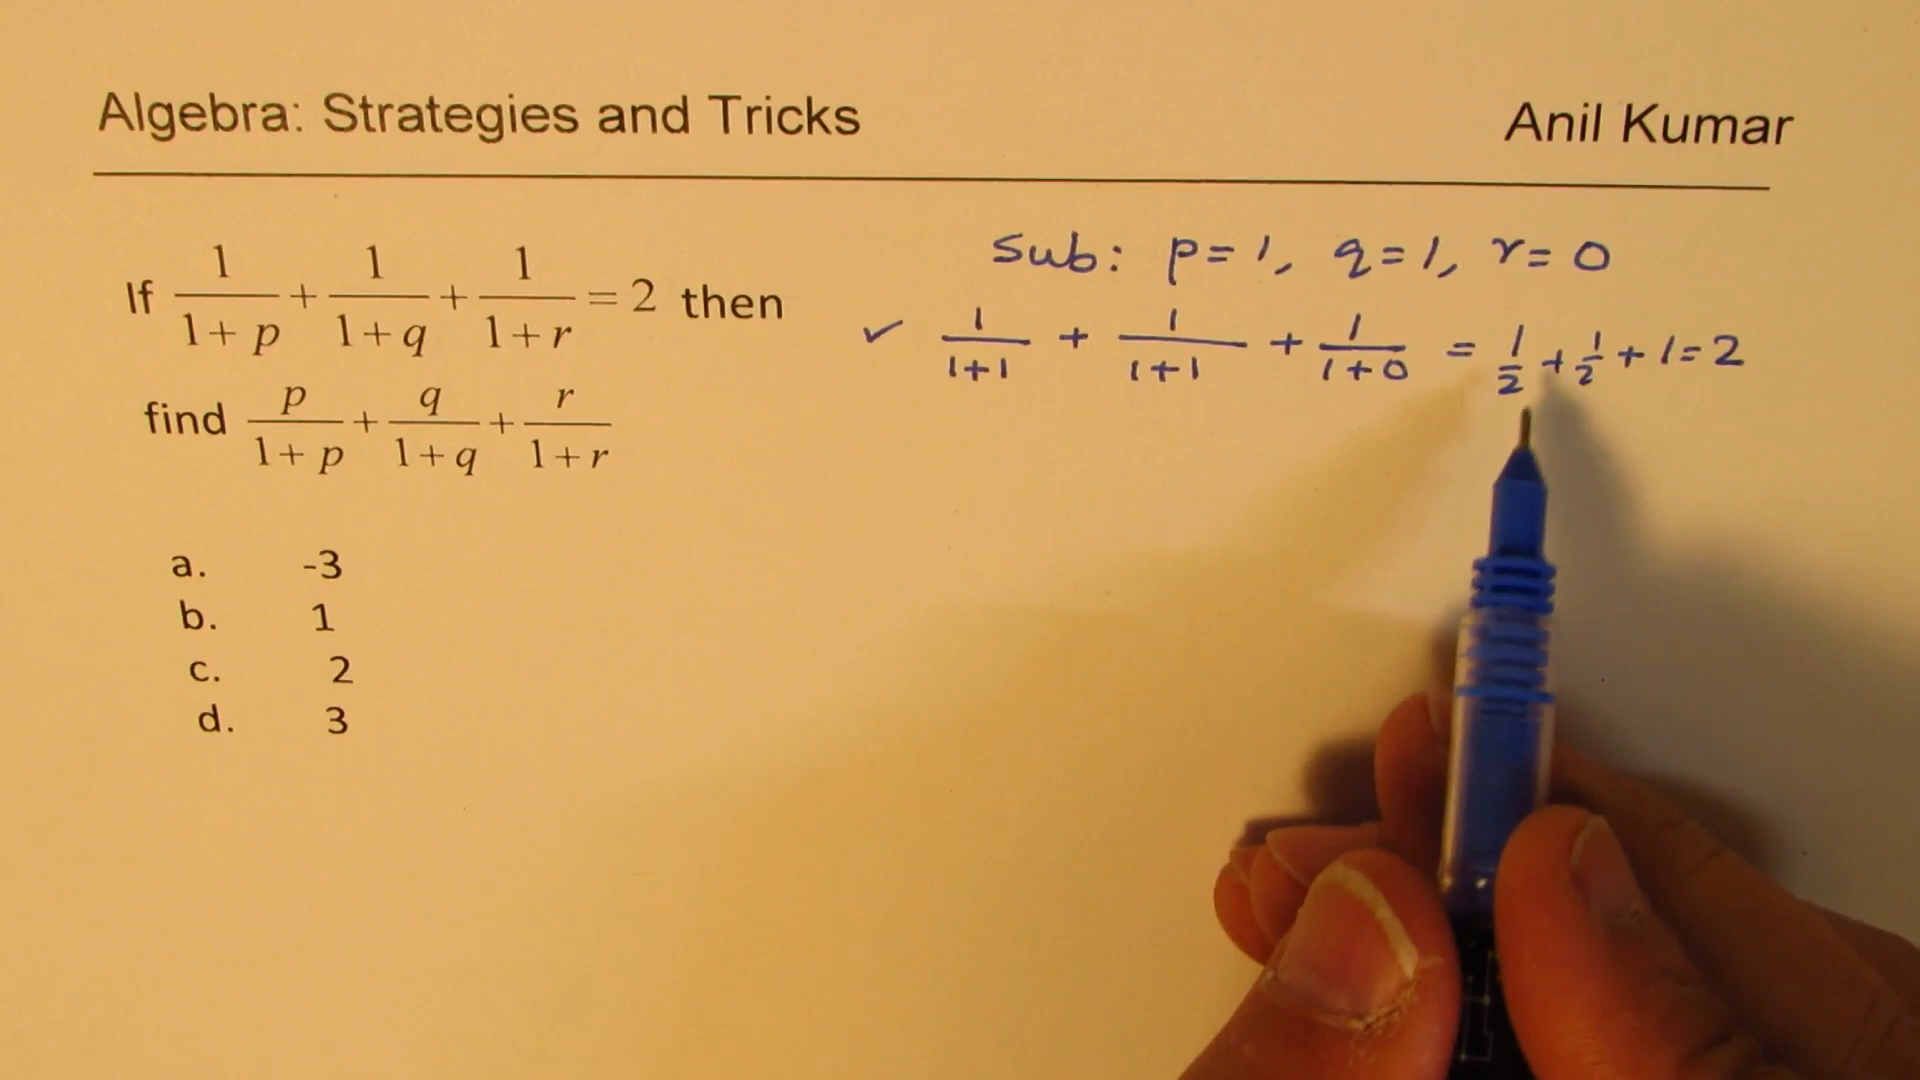 Algebra: Strategies and Tricks Anil Kumar
If 1/(1+p) + 1/(1+q) + 1/(1+r) = 2 then
find p/(1+p) + q/(1+q) + r/(1+r)
a. -3
b. 1
c. 2
d. 3
Sub: p=1, q=1, r=0
✓ 1/(1+1) + 1/(1+1) + 1/(1+0) = 1/2 + 1/2 + 1=2